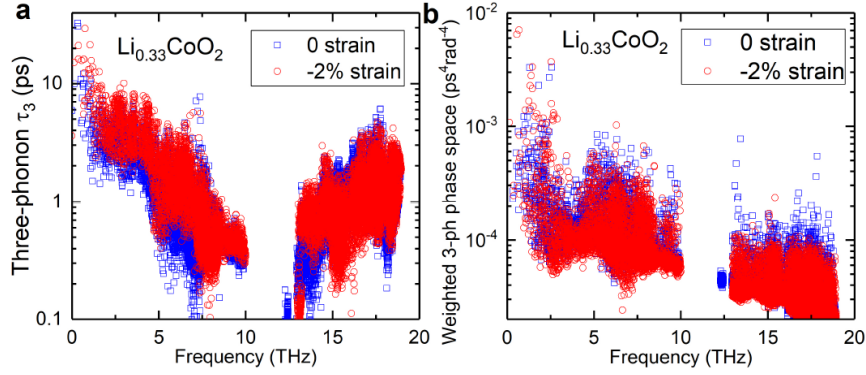 a
Li0.33CoO2
0 strain
-2% strain
Three-phonon τ3 (ps)
10
1
0.1
0 5 10 15 20
Frequency (THz)
b
Li0.33CoO2
0 strain
-2% strain
Weighted 3-ph phase space (ps4rad-4)
10-2
10-3
10-4
0 5 10 15 20
Frequency (THz)